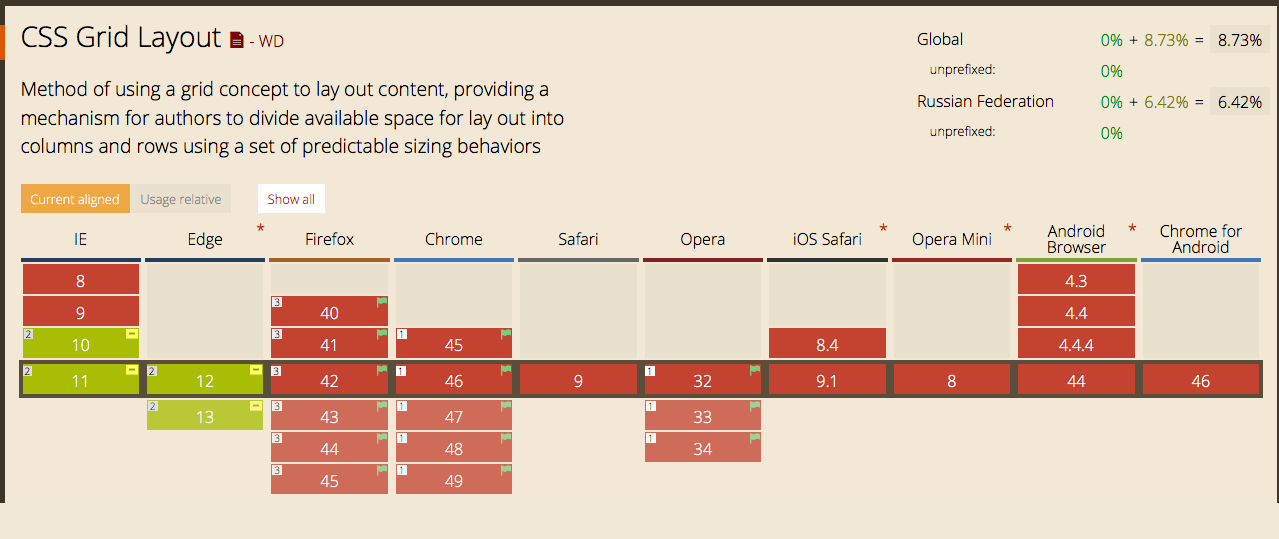 CSS Grid Layout - WD
Global 0% + 8.73% = 8.73%
unprefixed: 0%
Russian Federation 0% + 6.42% = 6.42%
unprefixed: 0%
Method of using a grid concept to lay out content, providing a
mechanism for authors to divide available space for lay out into
columns and rows using a set of predictable sizing behaviors
Current aligned Usage relative Show all
IE Edge * Firefox Chrome Safari Opera iOS Safari * Opera Mini * Android Browser * Chrome for Android
8 4.3
9 3 40 4.4
2 10 - 3 41 1 45 8.4 4.4.4
2 11 - 2 12 - 3 42 1 46 9 1 32 9.1 8 44 46
2 13 - 3 43 1 47 1 33
3 44 1 48 1 34
3 45 1 49